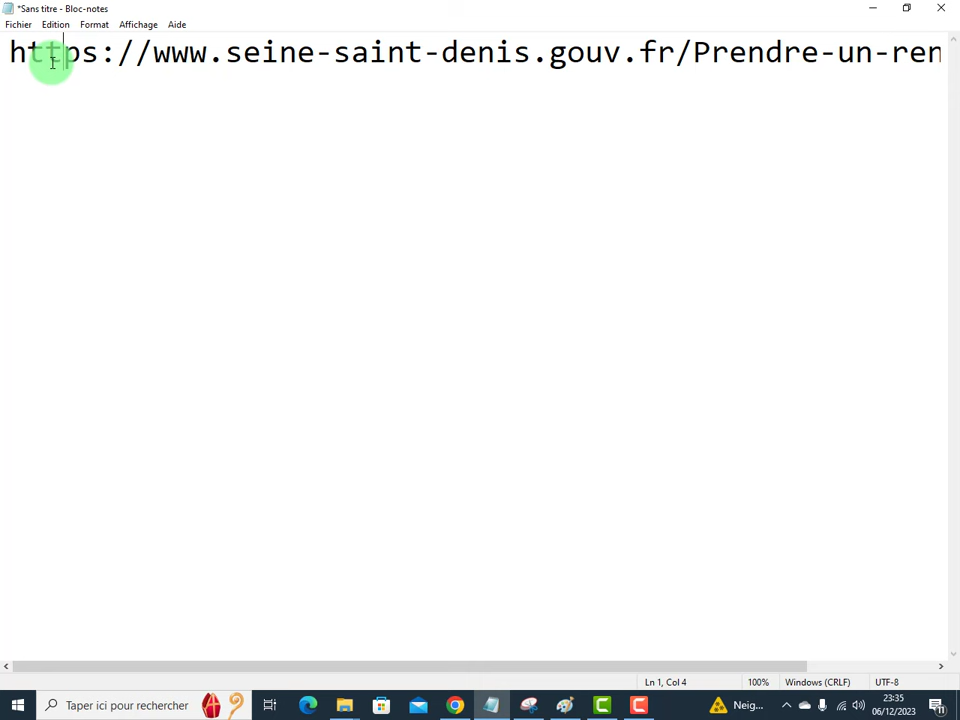 *Sans titre - Bloc-notes
Fichier Edition Format Affichage Aide
https://www.seine-saint-denis.gouv.fr/Prendre-un-ren
Ln 1, Col 4 100% Windows (CRLF) UTF-8
Taper ici pour rechercher Neig... 23:35
06/12/2023 11